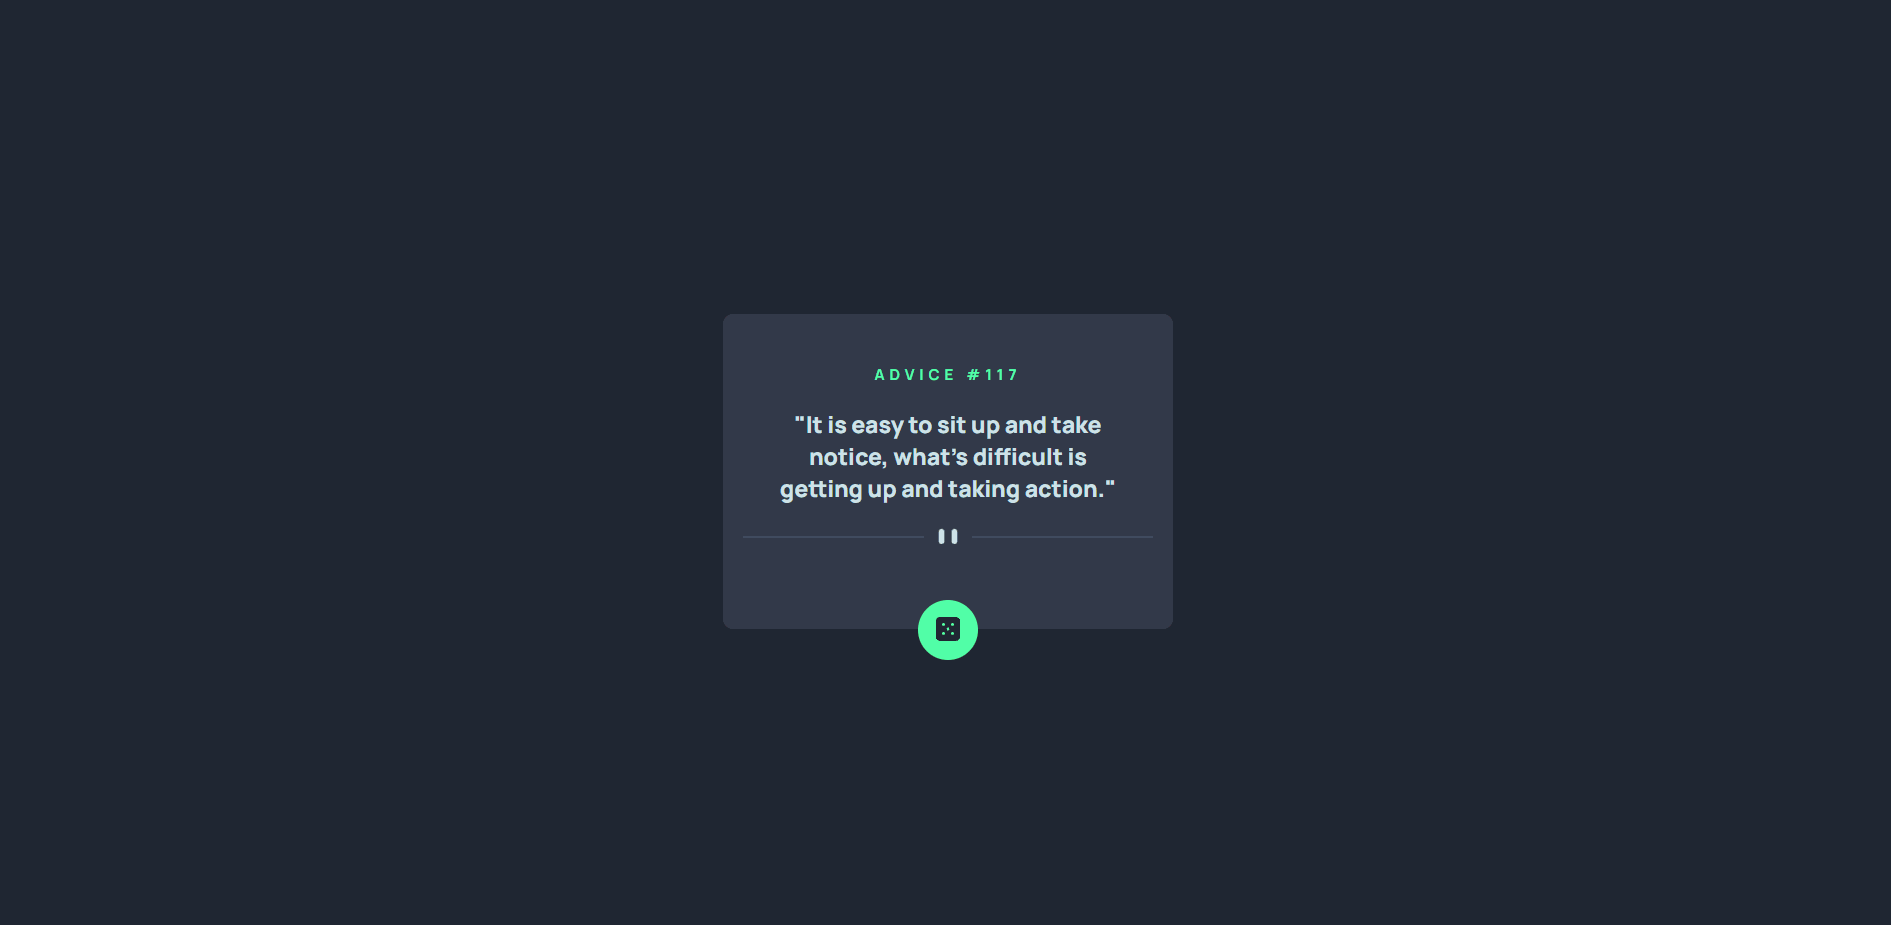 ADVICE #117
"It is easy to sit up and take
notice, what's difficult is
getting up and taking action."